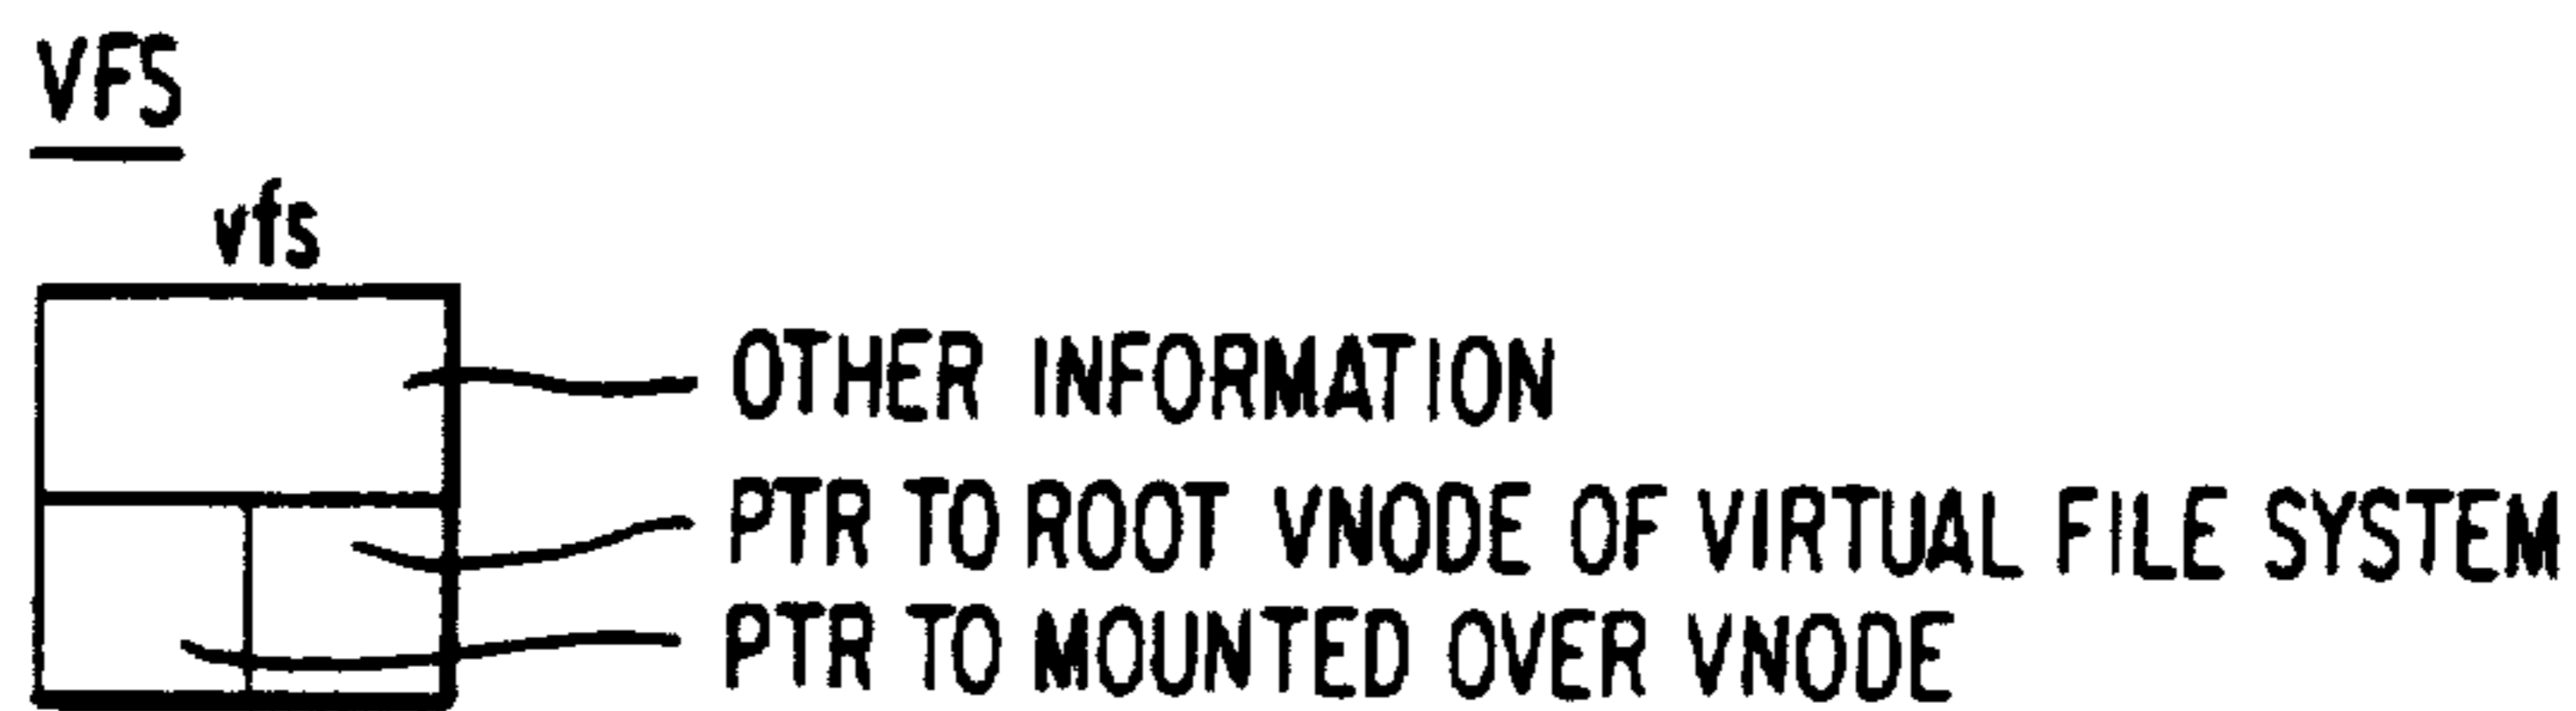 VFS
vfs
OTHER INFORMATION
PTR TO ROOT VNODE OF VIRTUAL FILE SYSTEM
PTR TO MOUNTED OVER VNODE